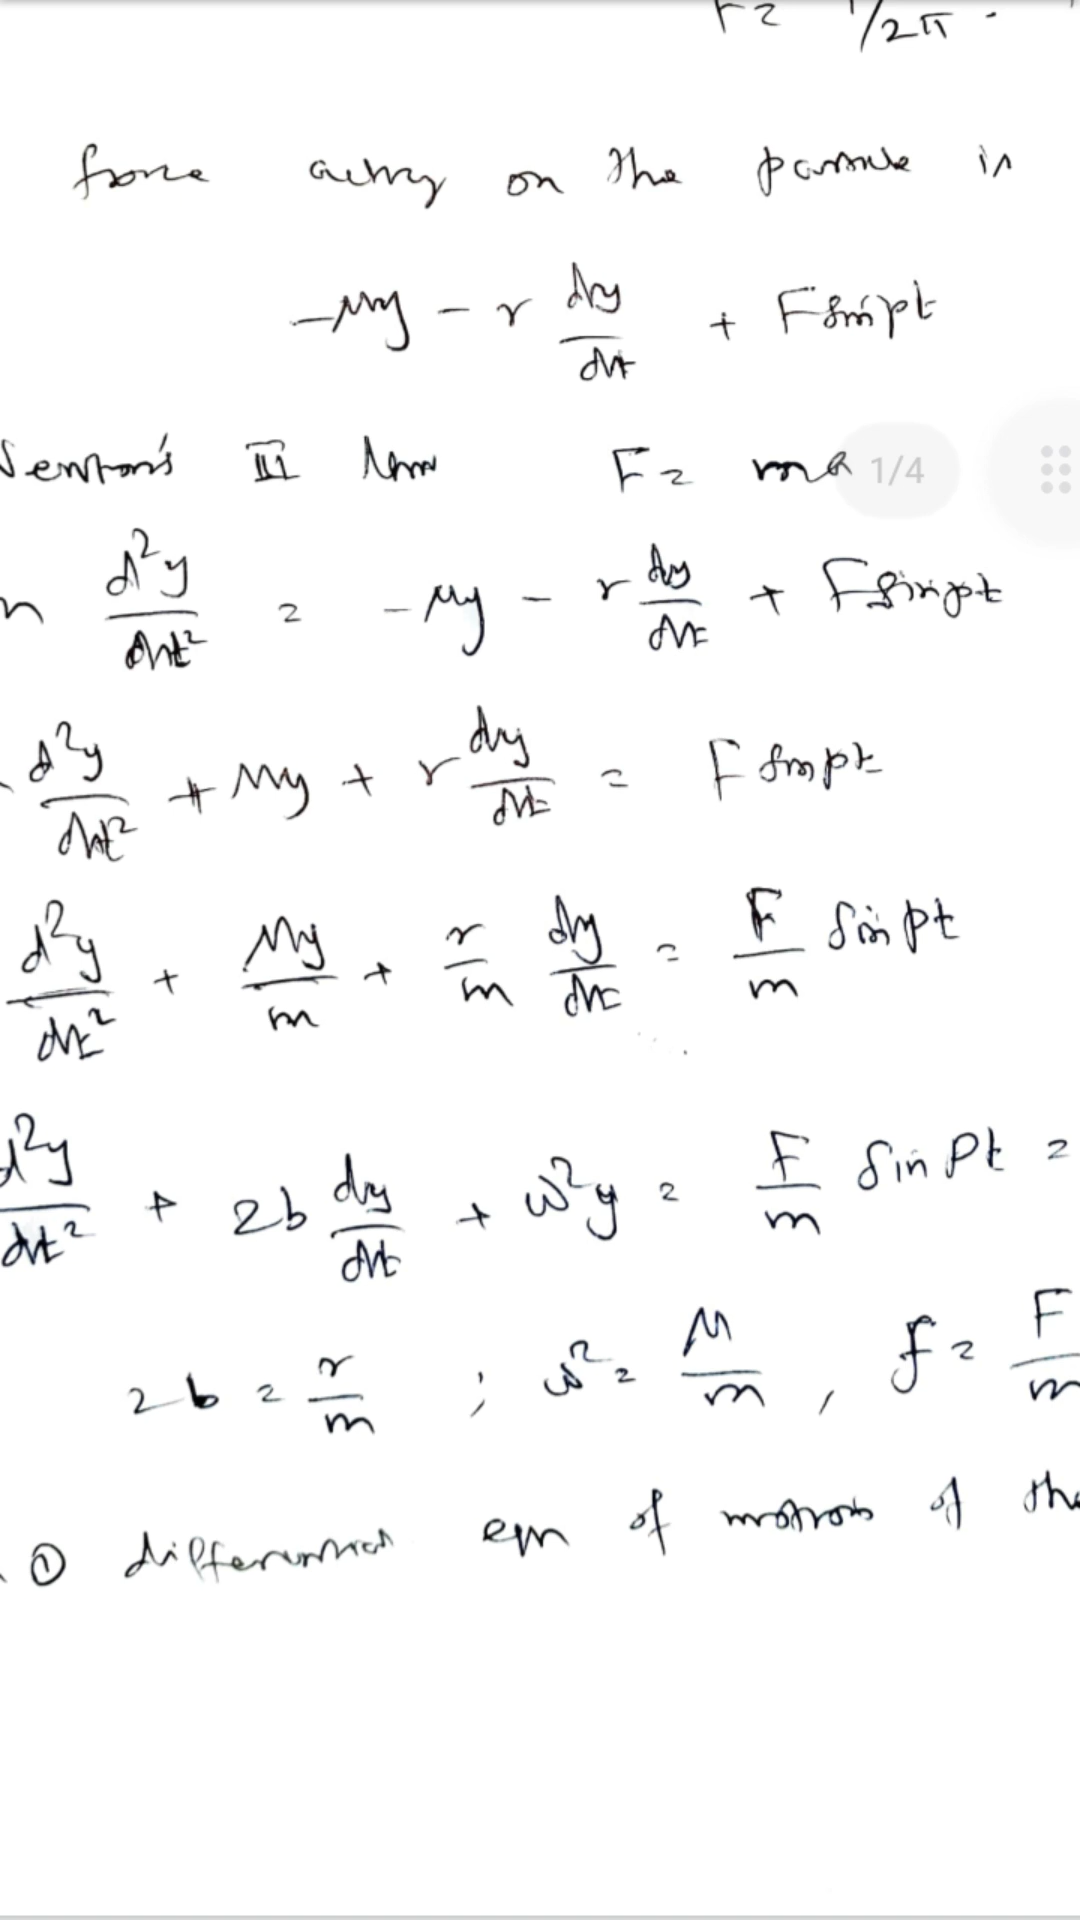 F = 1/2π .
force acting on the particle is
-μy - r dy/dt + F sin pt
Newton's II law F = ma
1/4
m d²y/dt² = -μy - r dy/dt + F sin pt
d²y/dt² + μy + r dy/dt = F sin pt
d²y/dt² + μy/m + r/m dy/dt = F/m sin pt
d²y/dt² + 2b dy/dt + ω²y = F/m sin Pt =
2b = r/m ; ω² = μ/m , f = F/m
① differential eqn of motion of the